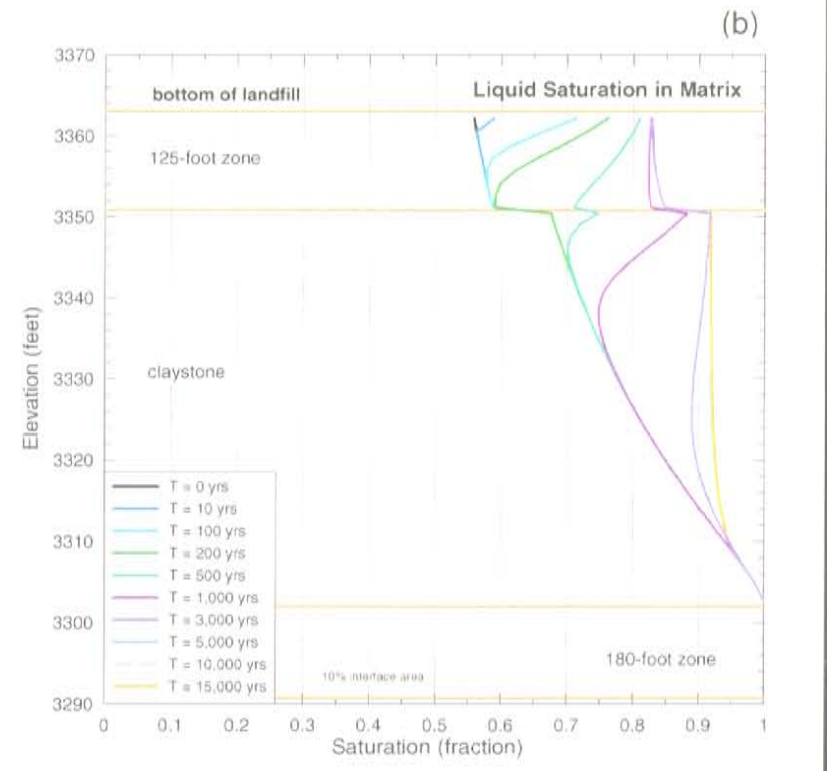 (b)
3370
bottom of landfill
Liquid Saturation in Matrix
3360
125-foot zone
3350
3340
claystone
3330
Elevation (feet)
3320
T = 0 yrs
T = 10 yrs
T = 100 yrs
T = 200 yrs
T = 500 yrs
T = 1,000 yrs
T = 3,000 yrs
T = 5,000 yrs
T = 10,000 yrs
T = 15,000 yrs
3310
3300
180-foot zone
10% interface area
3290
0 0.1 0.2 0.3 0.4 0.5 0.6 0.7 0.8 0.9 1
Saturation (fraction)